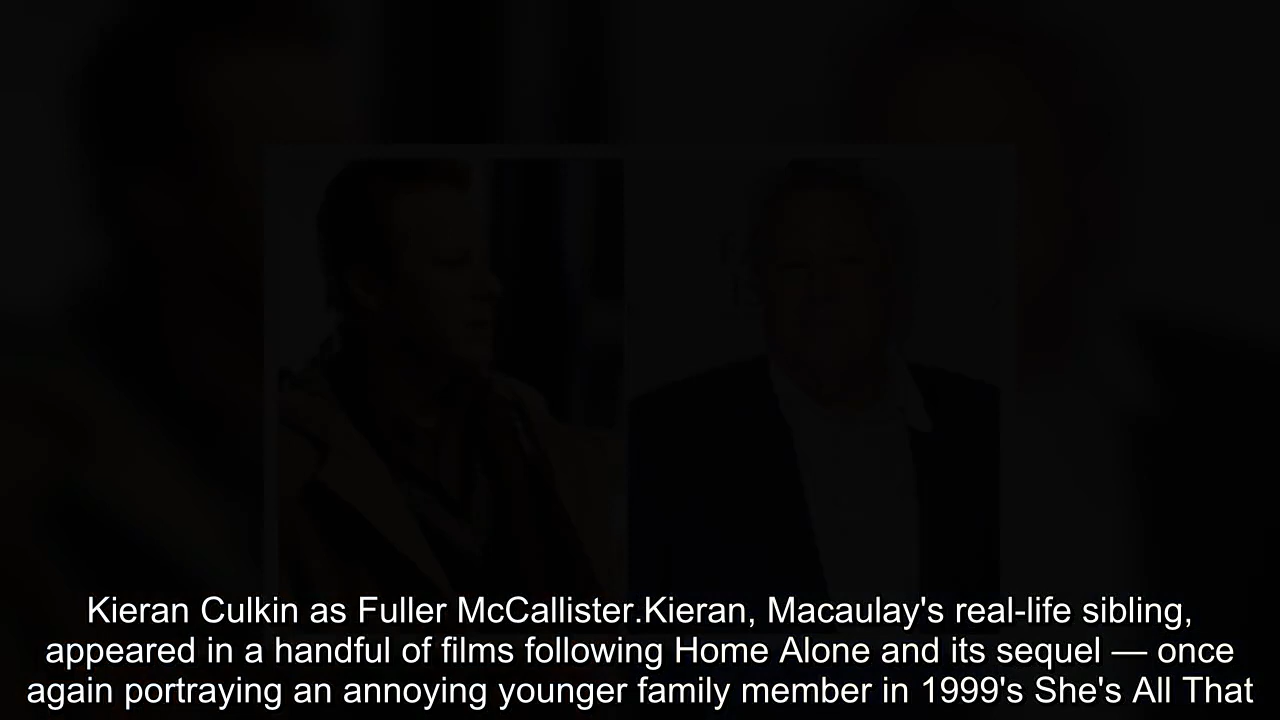 Kieran Culkin as Fuller McCallister.Kieran, Macaulay's real-life sibling,
appeared in a handful of films following Home Alone and its sequel — once
again portraying an annoying younger family member in 1999's She's All That